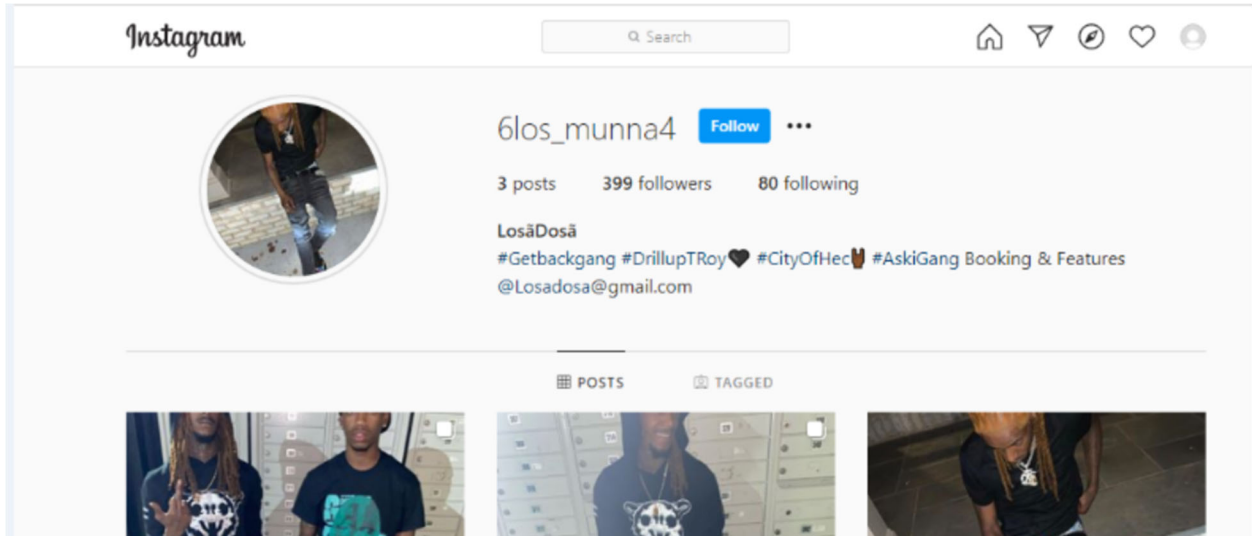 Instagram
Search
6los_munna4 Follow
3 posts 399 followers 80 following
LosãDosã
#Getbackgang #DrillupTRoy🖤 #CityOfHec🤘🏿 #AskiGang Booking & Features
@Losadosa@gmail.com
POSTS TAGGED